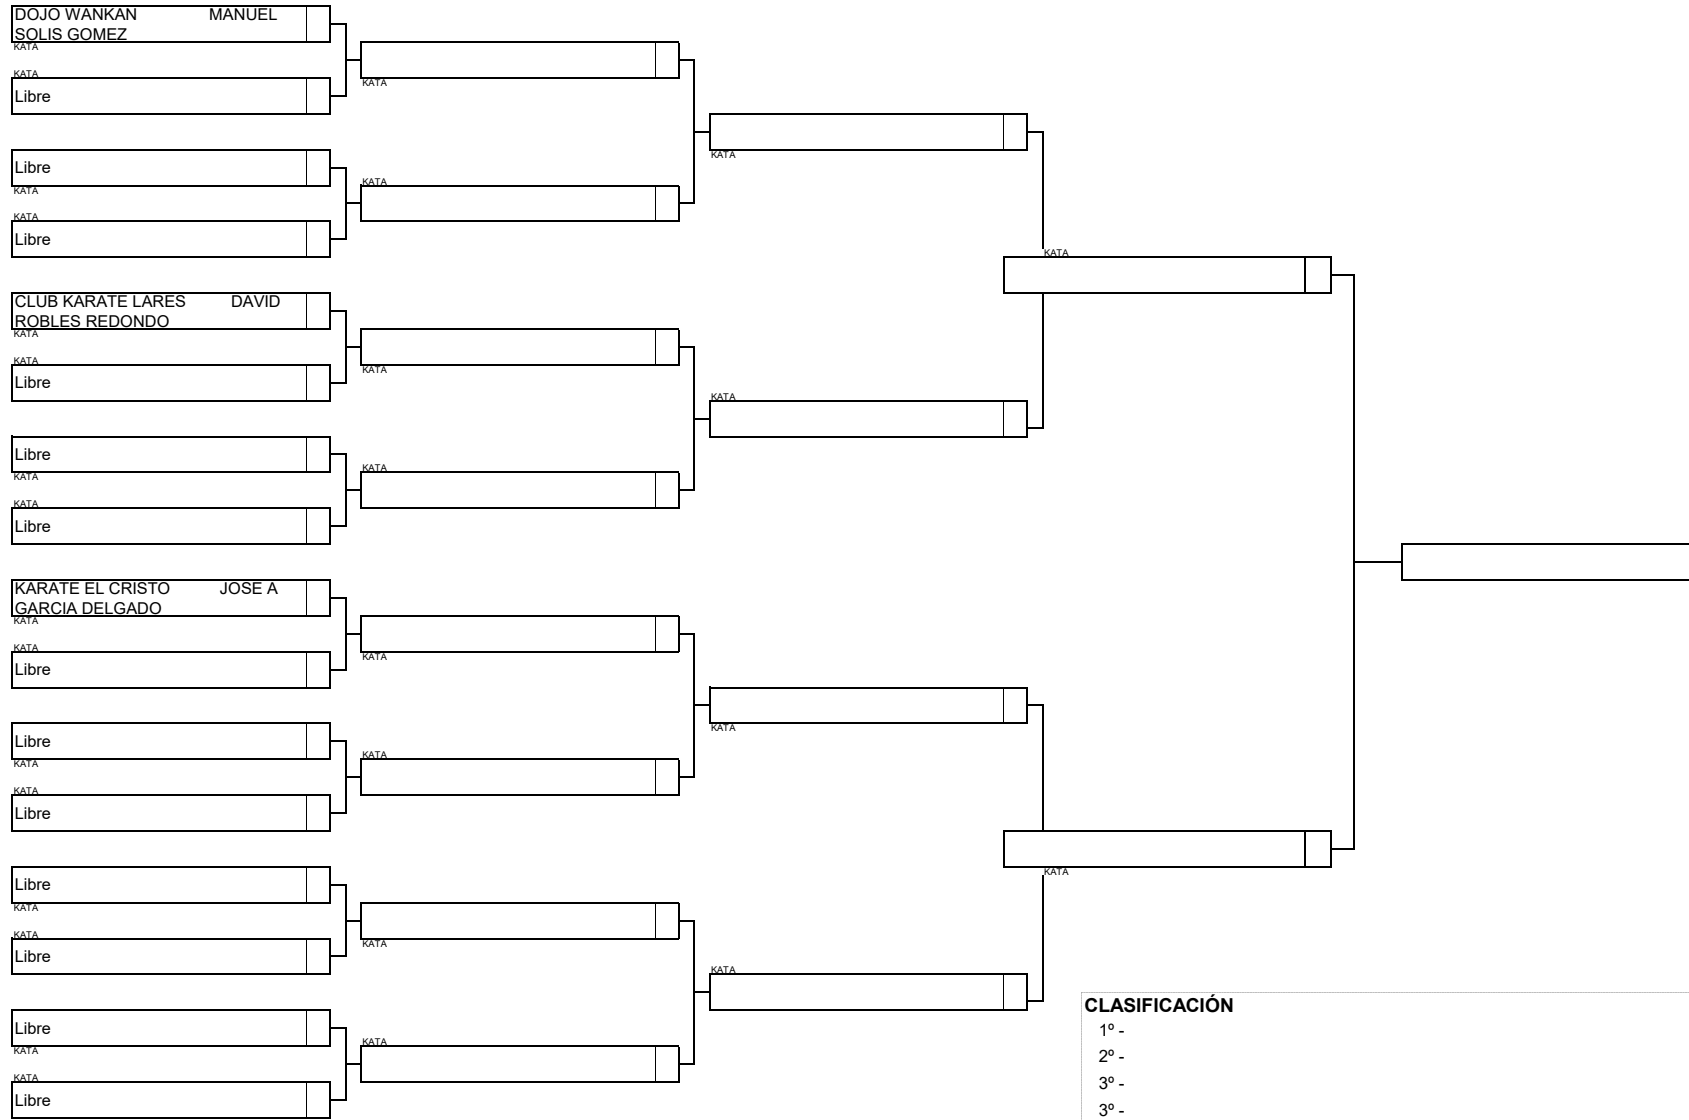 DOJO WANKAN MANUEL
SOLIS GOMEZ
KATA
KATA
Libre
KATA
Libre
KATA
KATA
Libre
KATA
KATA
KATA
CLUB KARATE LARES DAVID
ROBLES REDONDO
KATA
KATA
Libre
KATA
Libre
KATA
KATA
Libre
KATA
KATA
KARATE EL CRISTO JOSE A
GARCIA DELGADO
KATA
KATA
Libre
KATA
Libre
KATA
KATA
Libre
KATA
KATA
KATA
Libre
KATA
KATA
Libre
KATA
Libre
KATA
KATA
Libre
KATA
KATA
CLASIFICACIÓN
1º -
2º -
3º -
3º -